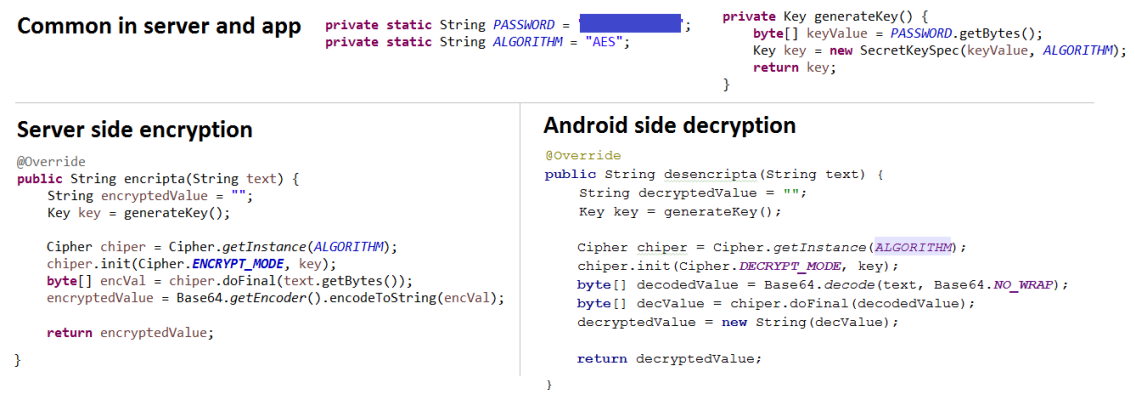 Common in server and app
private static String PASSWORD = "";
private static String ALGORITHM = "AES";
private Key generateKey() {
byte[] keyValue = PASSWORD.getBytes();
Key key = new SecretKeySpec(keyValue, ALGORITHM);
return key;
}
Server side encryption
@Override
public String encripta(String text) {
String encryptedValue = "";
Key key = generateKey();
Cipher chiper = Cipher.getInstance(ALGORITHM);
chiper.init(Cipher.ENCRYPT_MODE, key);
byte[] encVal = chiper.doFinal(text.getBytes());
encryptedValue = Base64.getEncoder().encodeToString(encVal);
return encryptedValue;
}
Android side decryption
@Override
public String desencripta(String text) {
String decryptedValue = "";
Key key = generateKey();
Cipher chiper = Cipher.getInstance(ALGORITHM);
chiper.init(Cipher.DECRYPT_MODE, key);
byte[] decodedValue = Base64.decode(text, Base64.NO_WRAP);
byte[] decValue = chiper.doFinal(decodedValue);
decryptedValue = new String(decValue);
return decryptedValue;
}